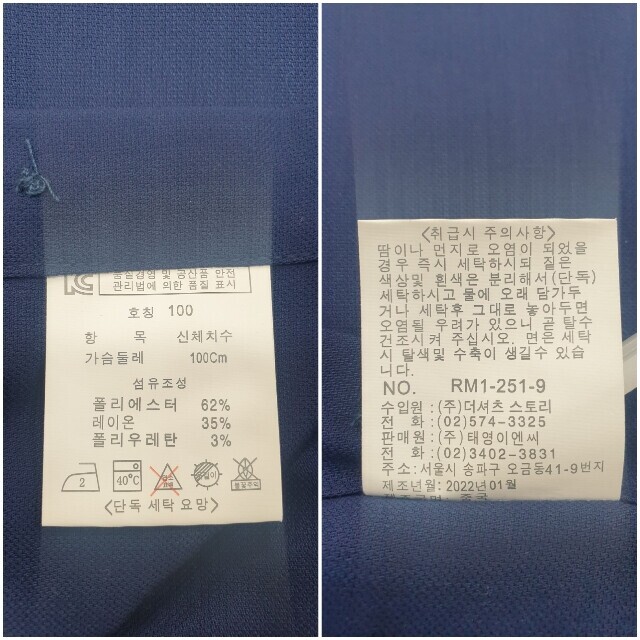 품질경영 및 공산품 안전
관리법에 의한 품질 표시
호칭 100
항 목 신체치수
가슴둘레 100Cm
섬유조성
폴리에스터 62%
레이온 35%
폴리우레탄 3%
2
40℃
<단독 세탁 요망>
<취급시 주의사항>
땀이나 먼지로 오염이 되었을
경우 즉시 세탁하시되 짙은
색상및 흰색은 분리해서(단독)
세탁하시고 물에 오래 담가두
거나 세탁후 그대로 놓아두면
오염될 우려가 있으니 곧 탈수
건조시켜 주십시오. 면은 세탁
시 탈색및 수축이 생길수 있습
니다.
NO. RM1-251-9
수입원 : (주)더셔츠 스토리
전 화 : (02)574-3325
판매원 : (주)태영이엔씨
전 화 : (02)3402-3831
주소: 서울시 송파구 오금동41-9번지
제조년월: 2022년01월